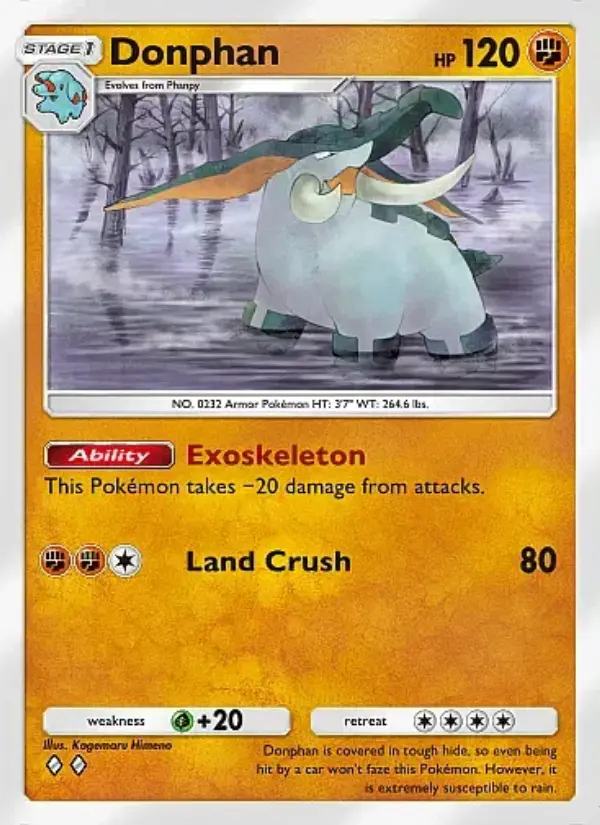 STAGE 1 Donphan HP 120
Evolves from Phanpy
NO. 0232 Armor Pokémon HT: 3'7" WT: 264.6 lbs.
Ability Exoskeleton
This Pokémon takes −20 damage from attacks.
Land Crush 80
weakness +20 retreat
Illus. Kagemaru Himeno
Donphan is covered in tough hide, so even being
hit by a car won't faze this Pokémon. However, it
is extremely susceptible to rain.